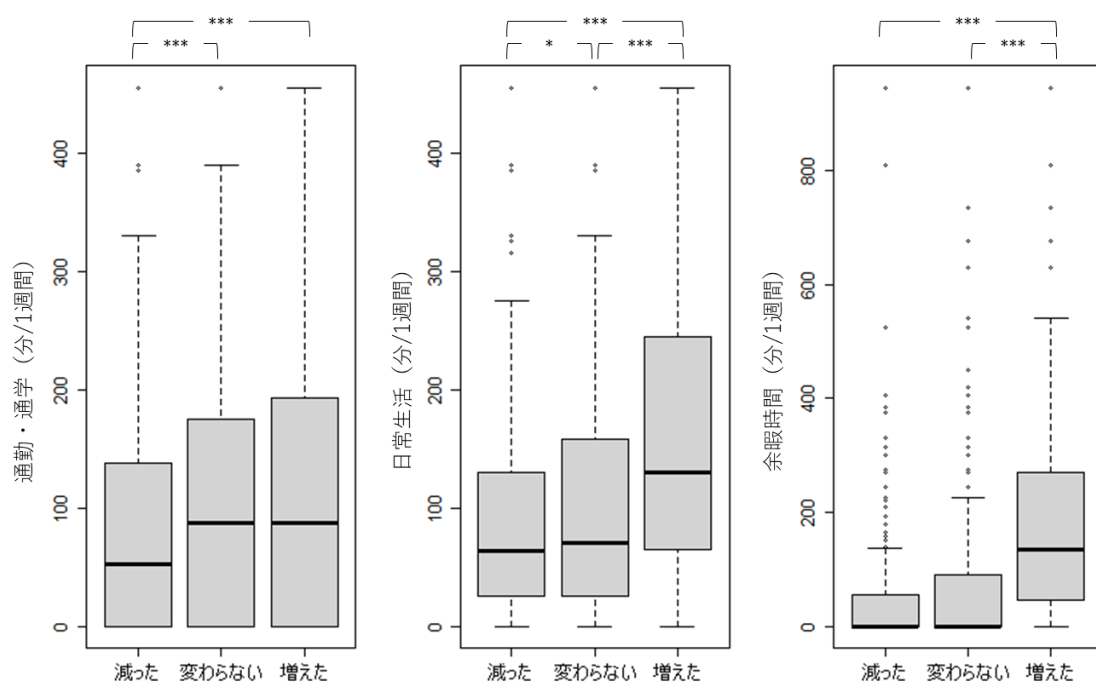 *** *** ***
*** * *** ***
通勤・通学（分/1週間）
0 100 200 300 400
減った 変わらない 増えた
日常生活（分/1週間）
0 100 200 300 400
減った 変わらない 増えた
余暇時間（分/1週間）
0 200 400 600 800
減った 変わらない 増えた